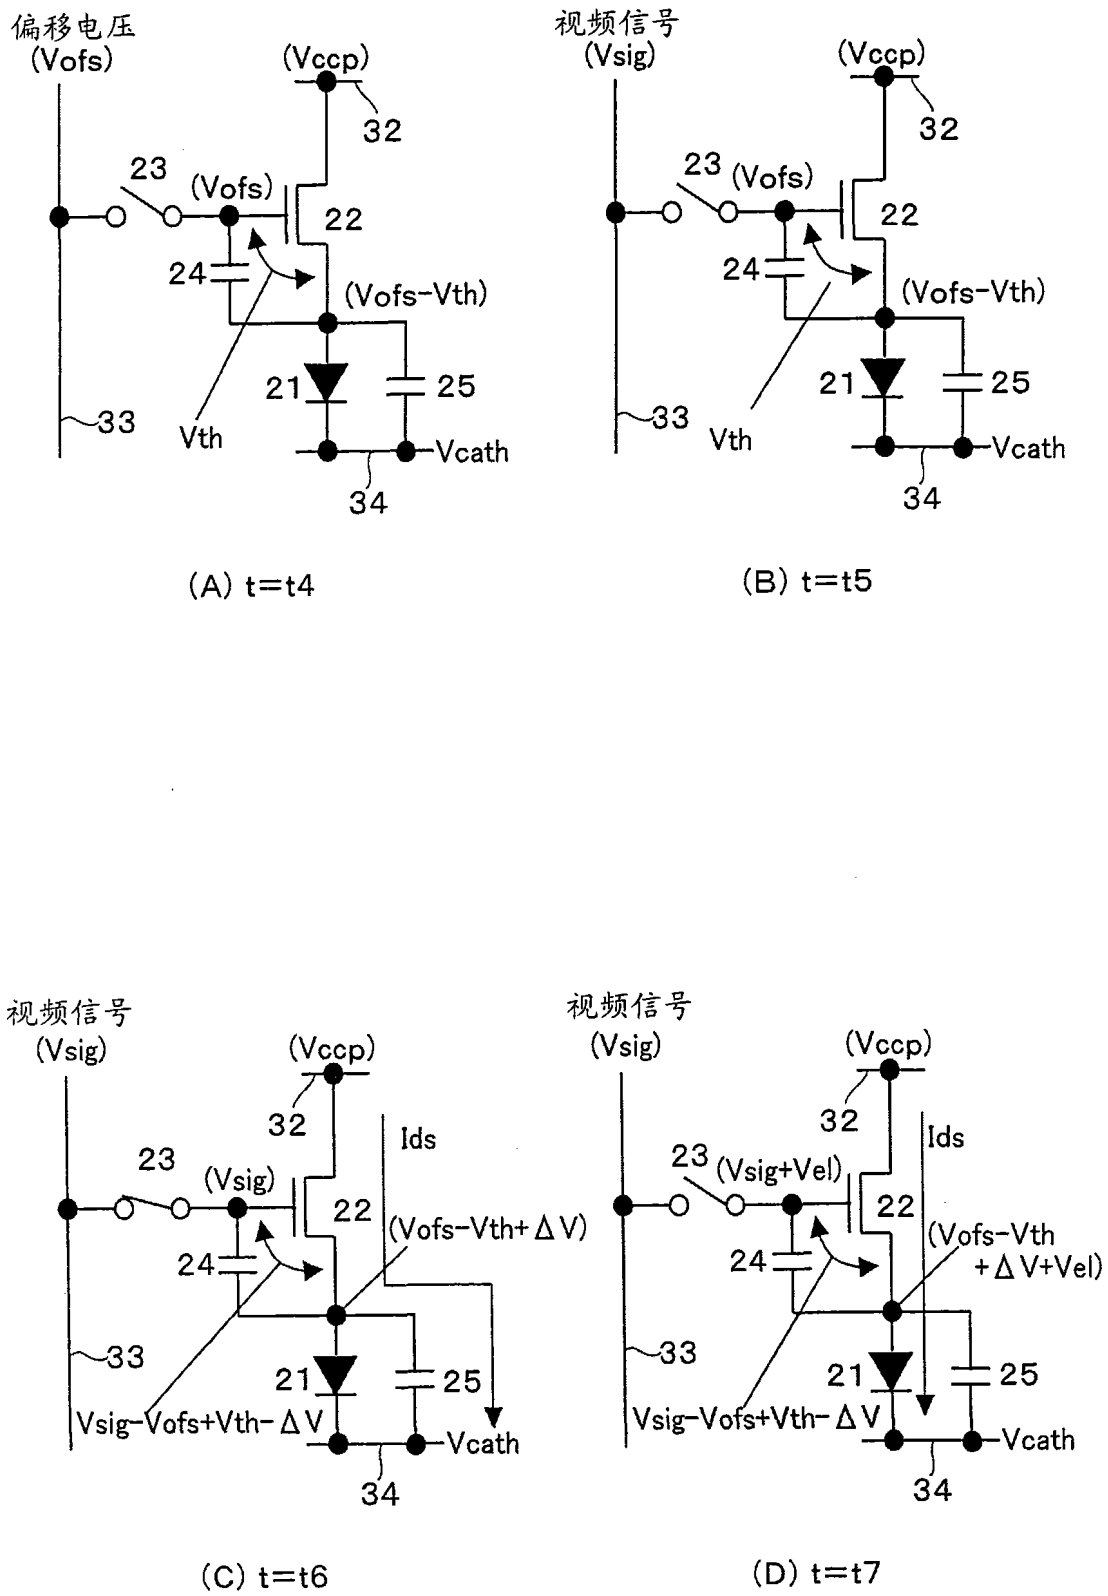 偏移电压
(Vofs)
(Vccp)
32
23
(Vofs)
22
24
(Vofs-Vth)
21
25
33
Vth
Vcath
34
(A) t=t4
视频信号
(Vsig)
(Vccp)
32
23
(Vofs)
22
24
(Vofs-Vth)
21
25
33
Vth
Vcath
34
(B) t=t5
视频信号
(Vsig)
(Vccp)
32
Ids
23
(Vsig)
22
(Vofs-Vth+ΔV)
24
33
21
25
Vsig-Vofs+Vth-ΔV
Vcath
34
(C) t=t6
视频信号
(Vsig)
(Vccp)
32
Ids
23
(Vsig+Vel)
22
(Vofs-Vth
+ΔV+Vel)
24
33
21
25
Vsig-Vofs+Vth-ΔV
Vcath
34
(D) t=t7